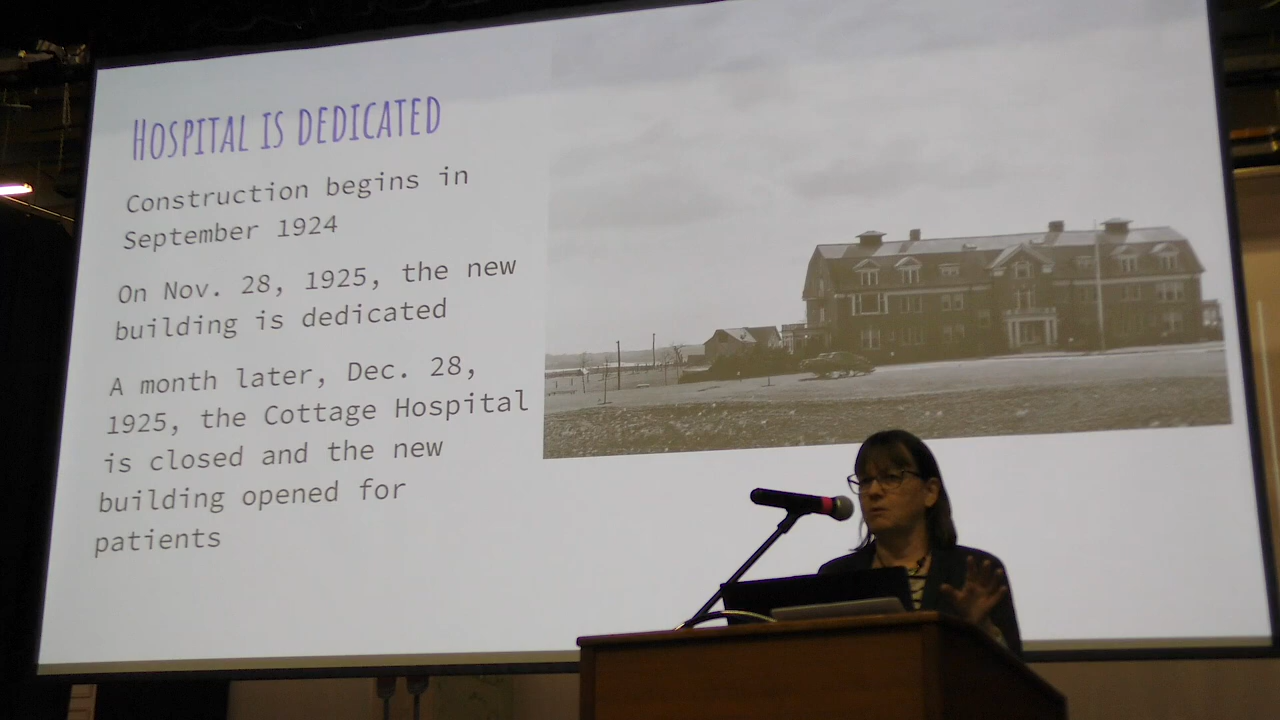 HOSPITAL IS DEDICATED
Construction begins in
September 1924
On Nov. 28, 1925, the new
building is dedicated
A month later, Dec. 28,
1925, the Cottage Hospital
is closed and the new
building opened for
patients